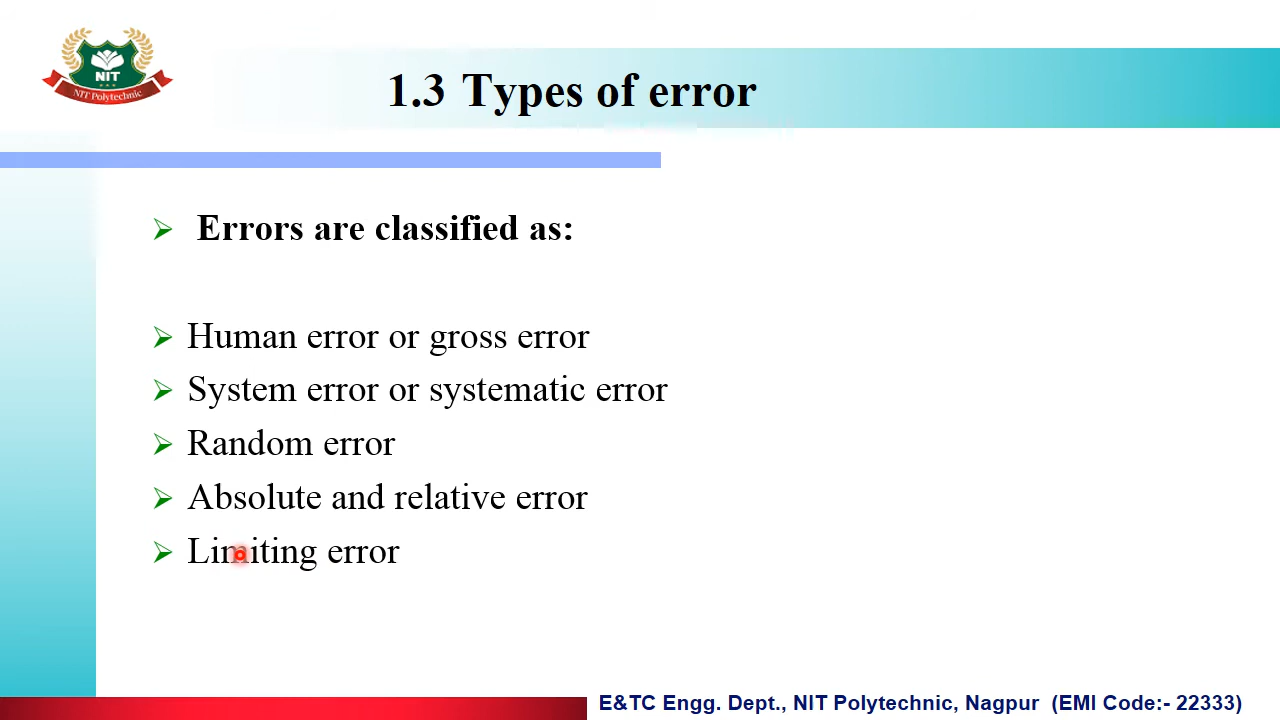 NIT
NIT Polytechnic
1.3 Types of error
Errors are classified as:
Human error or gross error
System error or systematic error
Random error
Absolute and relative error
Limiting error
E&TC Engg. Dept., NIT Polytechnic, Nagpur (EMI Code:- 22333)